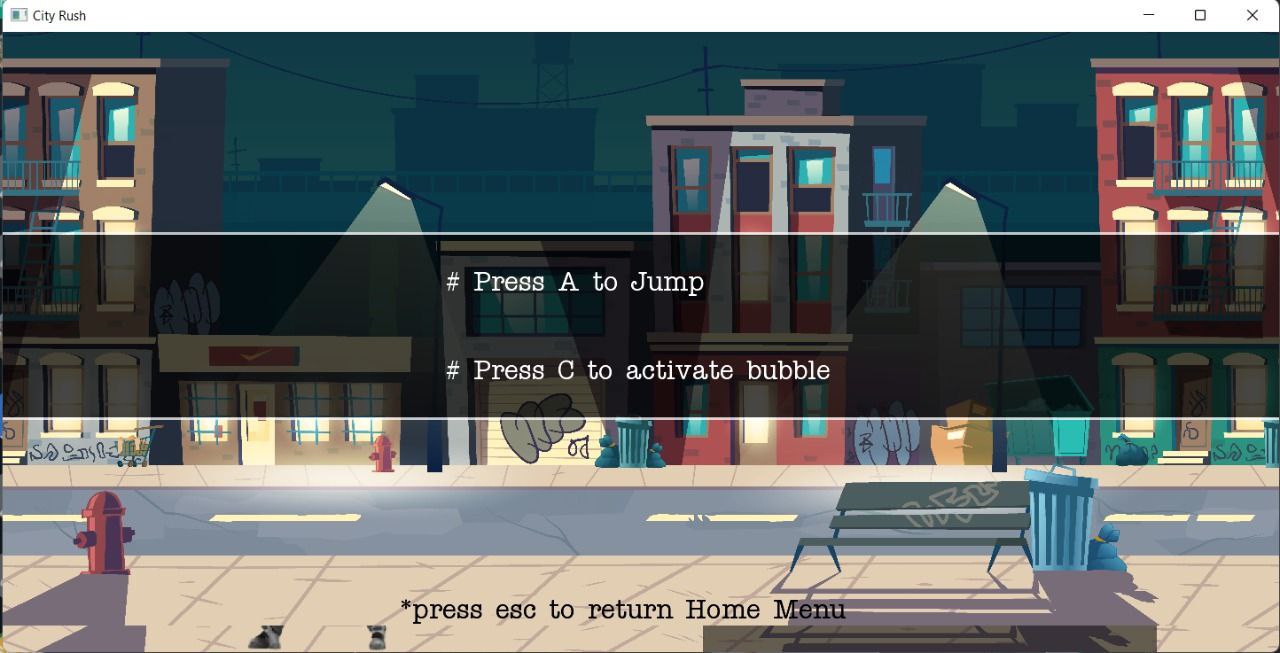 City Rush
# Press A to Jump
# Press C to activate bubble
*press esc to return Home Menu